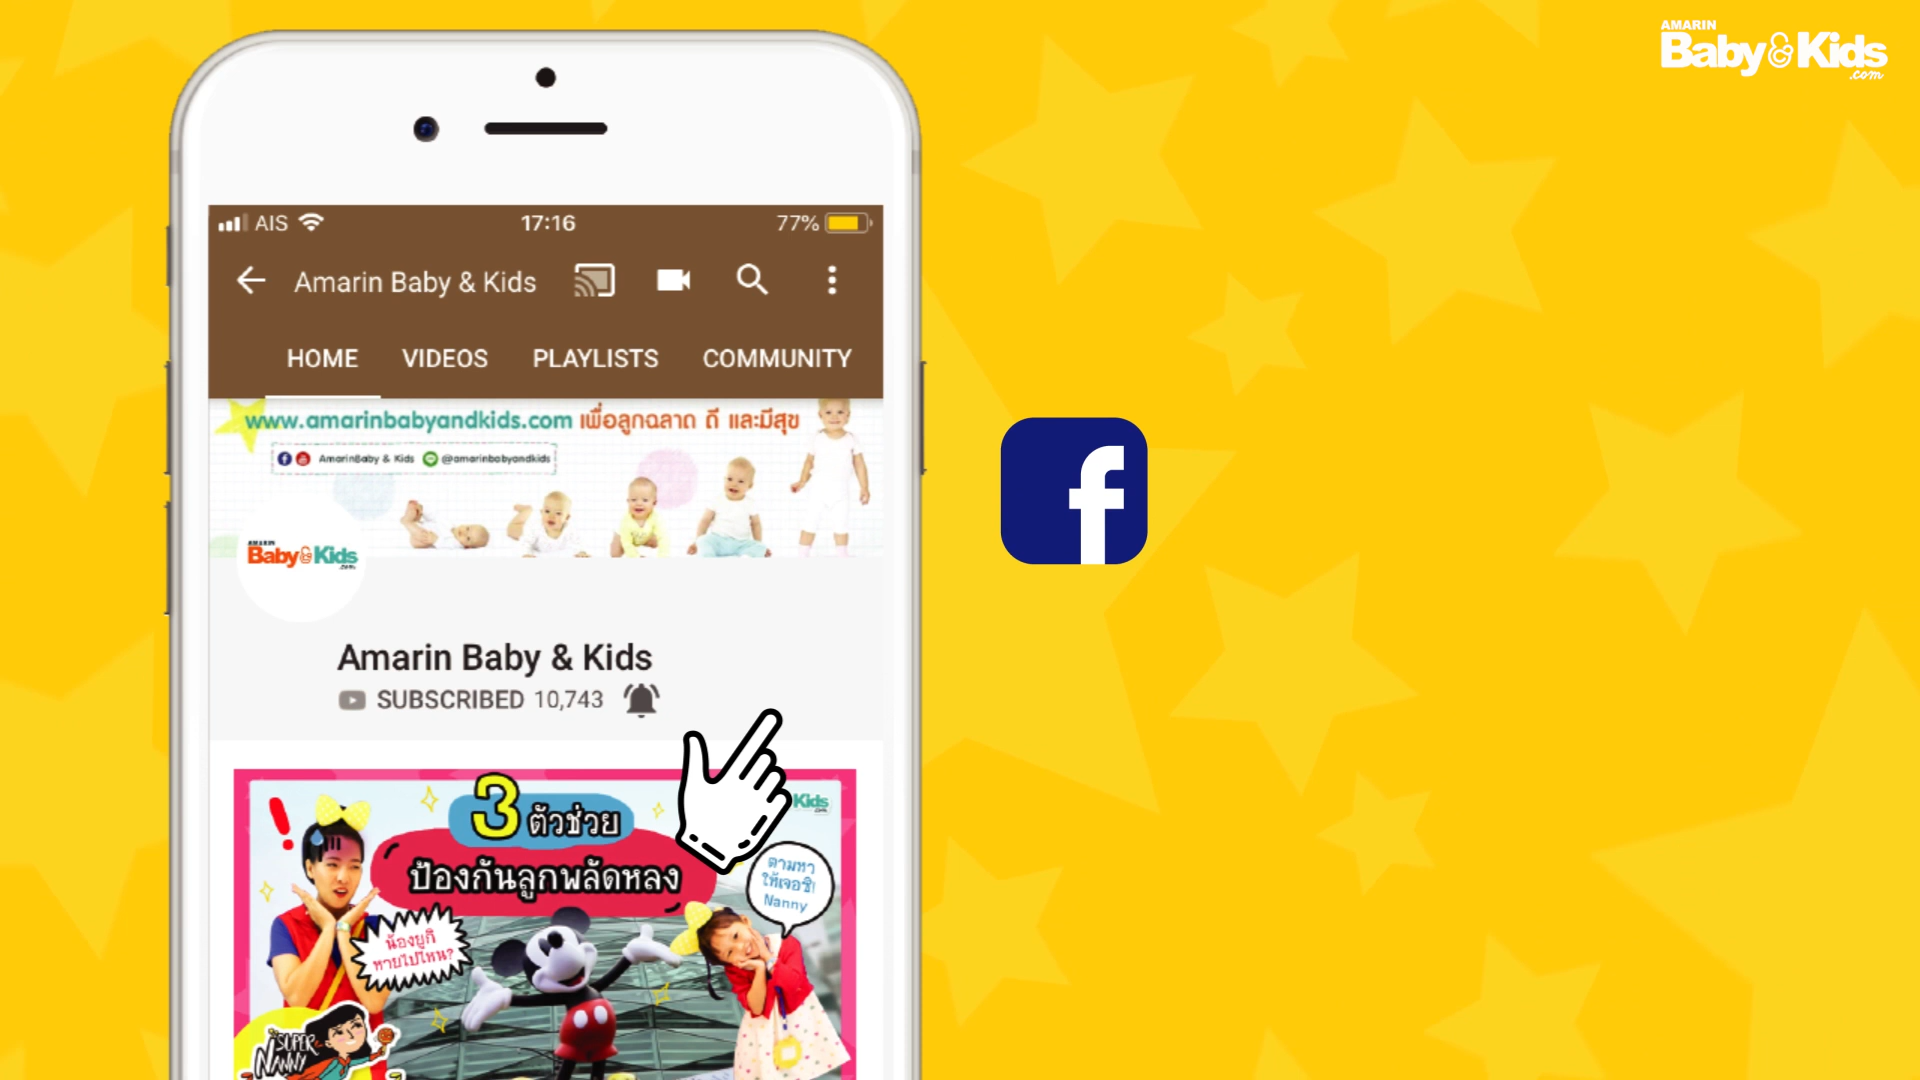 AMARIN
Baby & Kids
.com
AIS 17:16 77%
Amarin Baby & Kids
HOME VIDEOS PLAYLISTS COMMUNITY
www.amarinbabyandkids.com เพื่อลูกฉลาด ดี และมีสุข
AmarinBaby & Kids @amarinbabyandkids
AMARIN
Baby & Kids
.com
Amarin Baby & Kids
SUBSCRIBED 10,743
3 ตัวช่วย
ป้องกันลูกพลัดหลง
Kids
.com
ตามหา
ให้เจอซิ!
Nanny
น้องยูกิ
หายไปไหน?
SUPER
NANNY
f